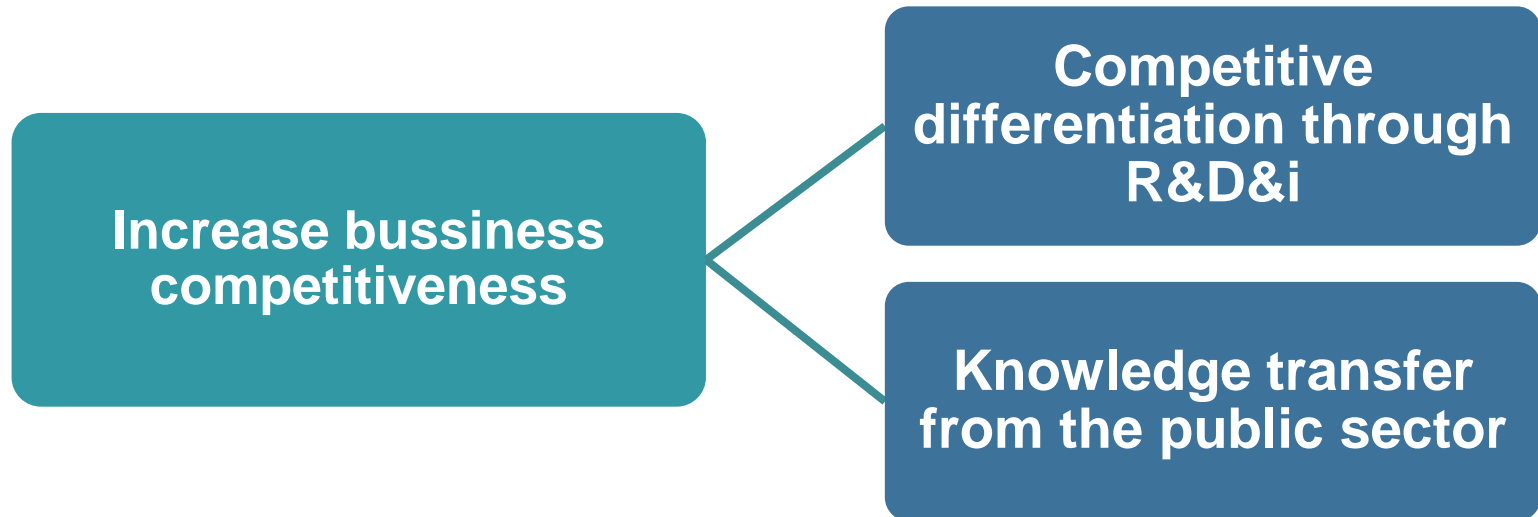 Increase bussiness
competitiveness
Competitive
differentiation through
R&D&i
Knowledge transfer
from the public sector